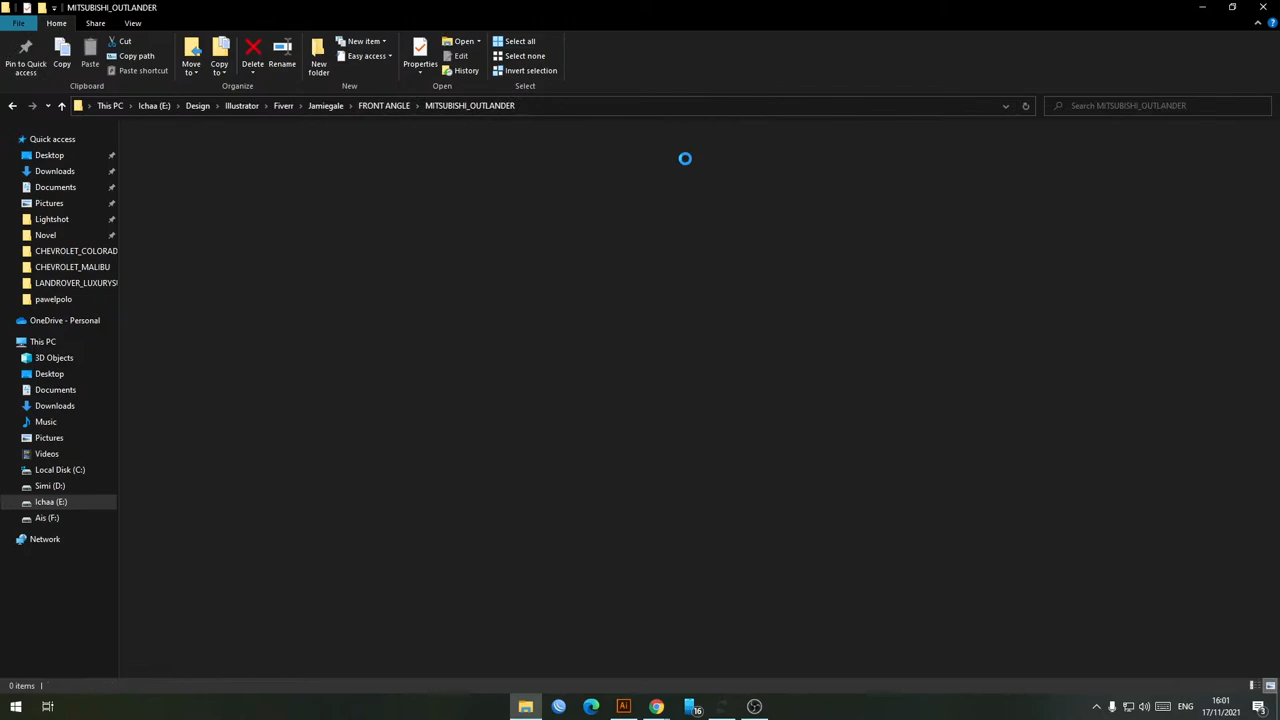 MITSUBISHI_OUTLANDER
File
Home
Share
View
Pin to Quick access
Copy
Paste
Cut
Copy path
Paste shortcut
Clipboard
Move to
Copy to
Delete
Rename
Organize
New folder
New item
Easy access
New
Properties
Open
Edit
History
Open
Select all
Select none
Invert selection
Select
This PC
Ichaa (E:)
Design
Illustrator
Fiverr
Jamiegale
FRONT ANGLE
MITSUBISHI_OUTLANDER
Search MITSUBISHI_OUTLANDER
Quick access
Desktop
Downloads
Documents
Pictures
Lightshot
Novel
CHEVROLET_COLORAD
CHEVROLET_MALIBU
LANDROVER_LUXURYS
pawelpolo
OneDrive - Personal
This PC
3D Objects
Desktop
Documents
Downloads
Music
Pictures
Videos
Local Disk (C:)
Simi (D:)
Ichaa (E:)
Ais (F:)
Network
0 items
Ai
16
ENG
16:01
17/11/2021
3